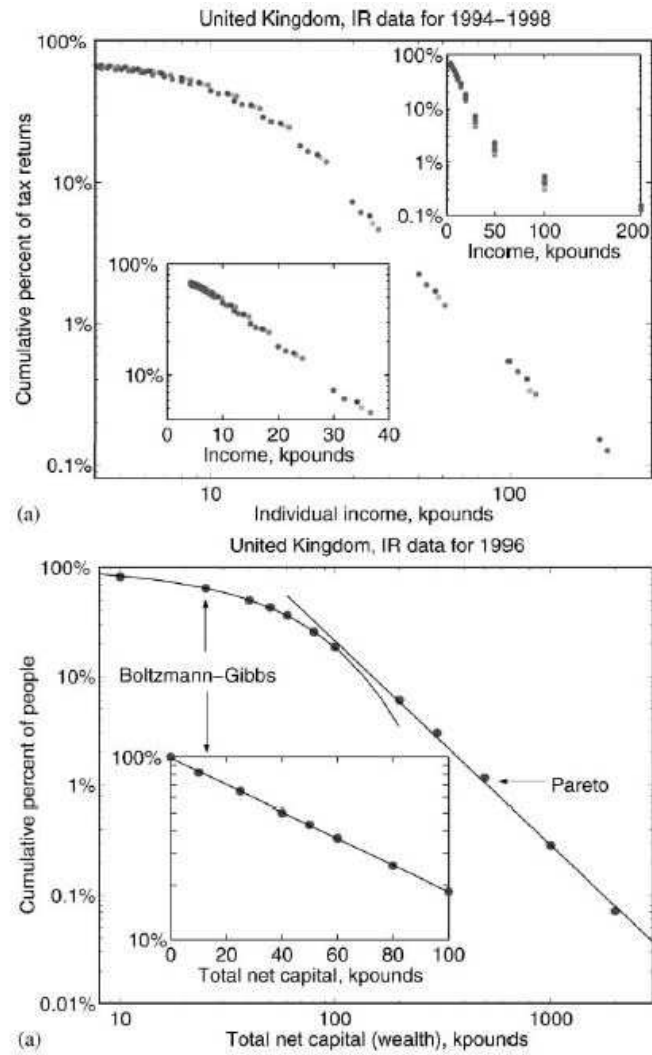 United Kingdom, IR data for 1994–1998
Cumulative percent of tax returns
100%
10%
1%
0.1%
100%
10%
1%
0.1%
0 50 100 200
Income, kpounds
100%
10%
0 10 20 30 40
Income, kpounds
10 100
(a) Individual income, kpounds
United Kingdom, IR data for 1996
Cumulative percent of people
100%
10%
1%
0.1%
0.01%
Boltzmann–Gibbs
Pareto
100%
10%
0 20 40 60 80 100
Total net capital, kpounds
10 100 1000
(a) Total net capital (wealth), kpounds